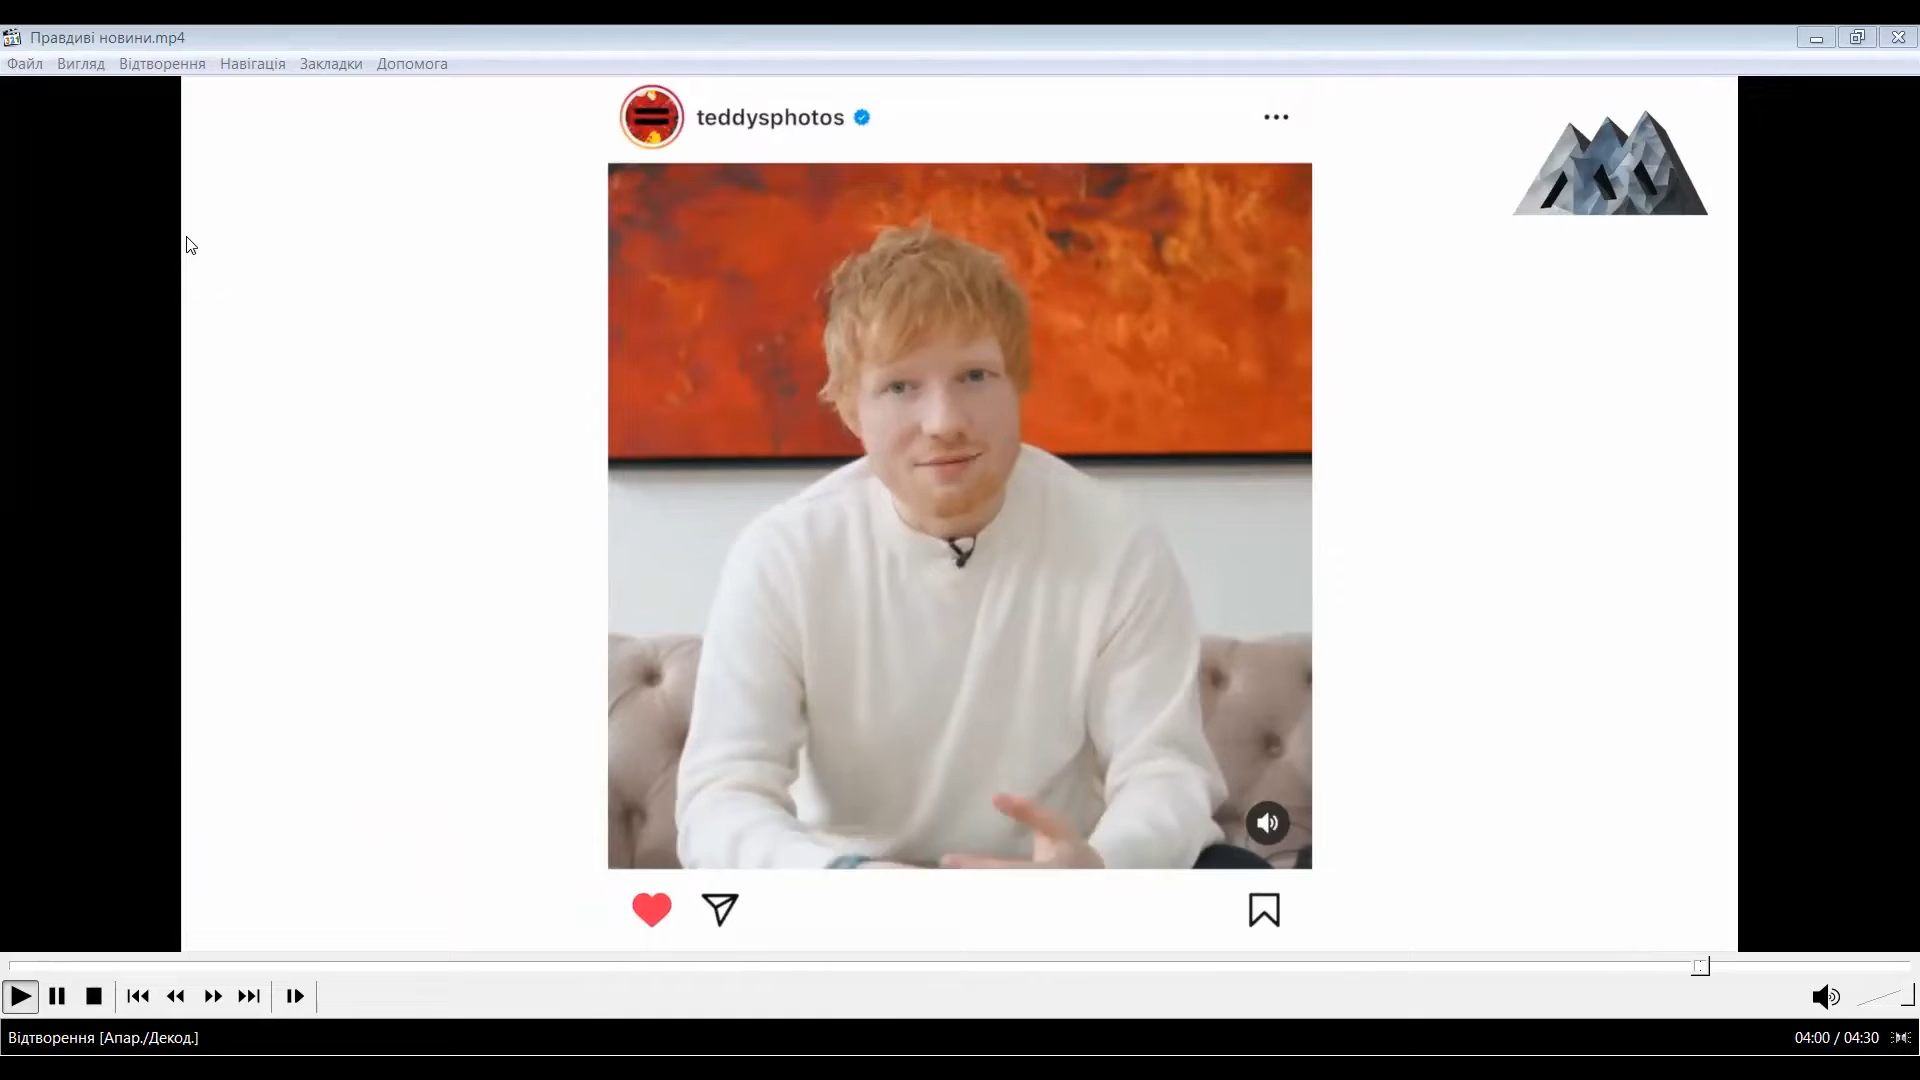 Правдиві новини.mp4
Файл Вигляд Відтворення Навігація Закладки Допомога
teddysphotos
Відтворення [Апар./Декод.]
04:00 / 04:30